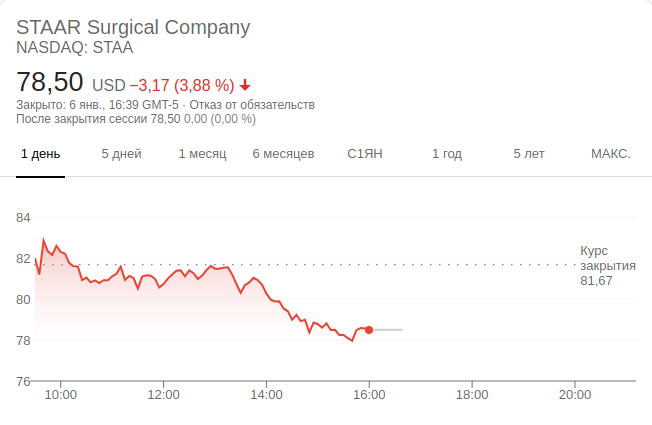 STAAR Surgical Company
NASDAQ: STAA
78,50 USD −3,17 (3,88 %)
Закрыто: 6 янв., 16:39 GMT-5 · Отказ от обязательств
После закрытия сессии 78,50 0,00 (0,00 %)
1 день 5 дней 1 месяц 6 месяцев С1ЯН 1 год 5 лет МАКС.
84
82
80
78
76
Курс
закрытия
81,67
10:00 12:00 14:00 16:00 18:00 20:00